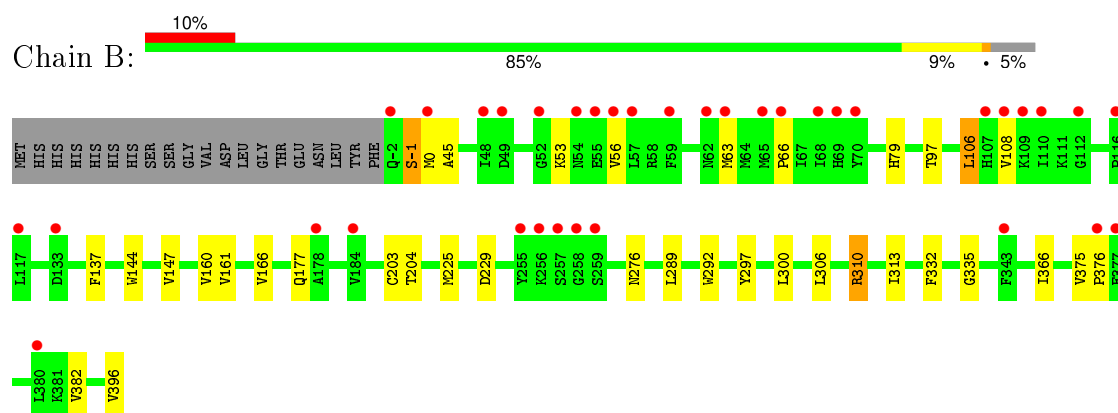 10%
Chain B:
85%
9%
•
5%
MET HIS HIS HIS HIS HIS HIS SER SER GLY VAL ASP LEU GLY THR GLU ASN LEU TYR PHE Q-2 S-1 M0 A45 I48 D49 G52 K53 N54 E55 V56 L57 R58 F59 N62 M63 M64 M65 P66 I67 I68 H69 Y70 H79 T97 L106 H107 V108 K109 I110 K111 G112
L117 D133 F137 W144 V147 V160 V161 V166 Q177 A178 V184 C203 T204 M225 D229 Y255 K256 S257 G258 S259 N276 L289 W292 Y297 L300 L306 R310 I313 F332 G335 F343 I366 V375 P376
L380 K381 V382 V396